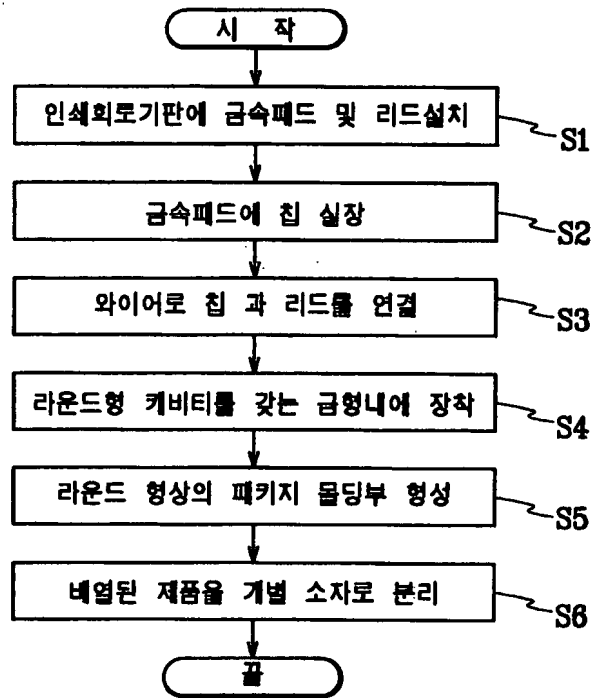 시 작
인쇄회로기판에 금속패드 및 리드설치
S1
금속패드에 칩 실장
S2
와이어로 칩 과 리드를 연결
S3
라운드형 캐비티를 갖는 금형내에 장착
S4
라운드 형상의 패키지 몰딩부 형성
S5
배열된 제품을 개별 소자로 분리
S6
끝